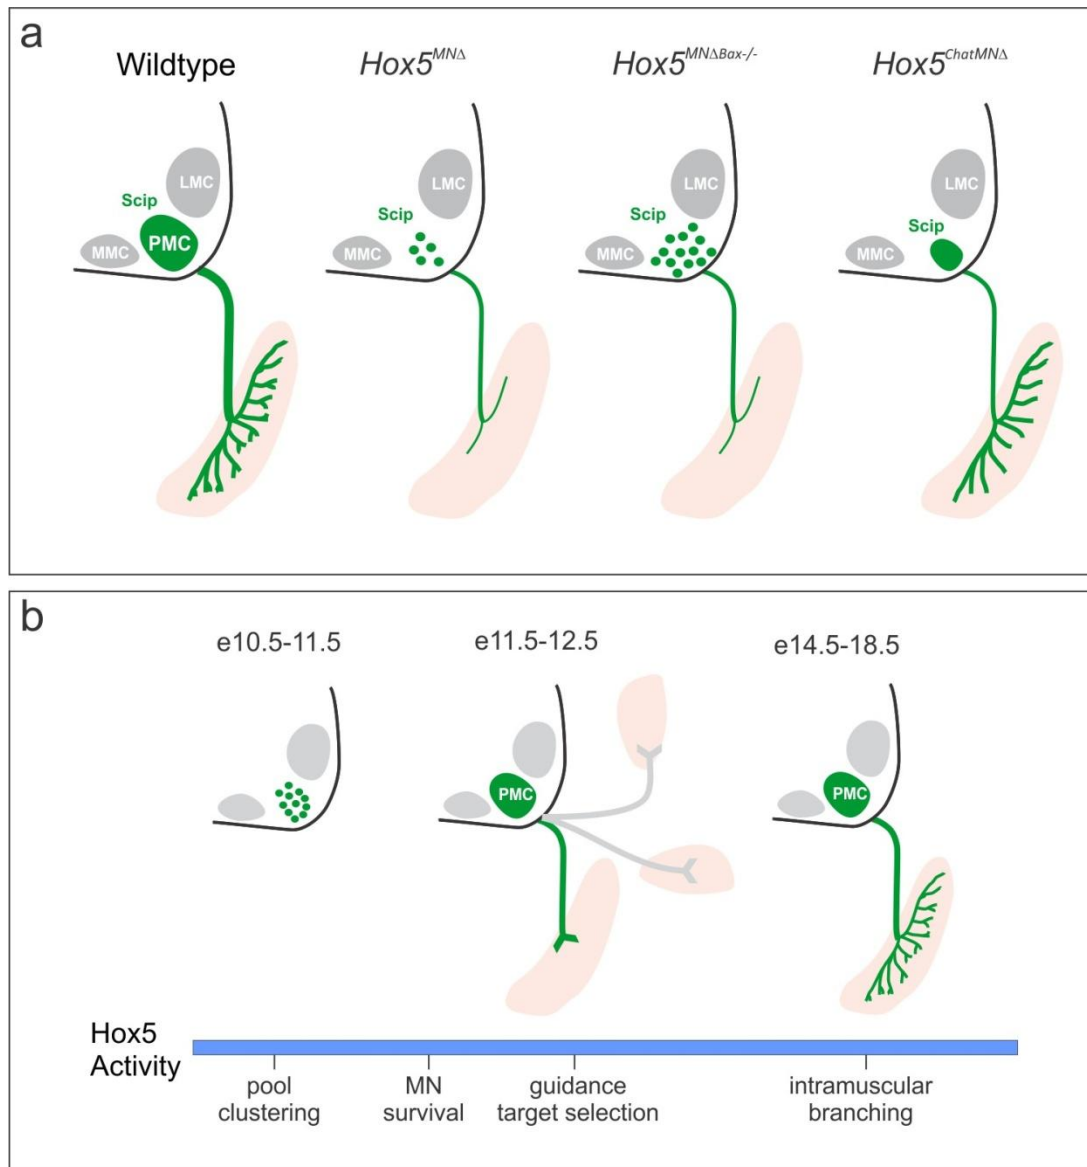 a
Wildtype
Hox5^MNΔ
Hox5^MNΔBax-/-
Hox5^ChatMNΔ
LMC
Scip
PMC
MMC
LMC
Scip
MMC
LMC
Scip
MMC
LMC
Scip
MMC
b
e10.5-11.5
e11.5-12.5
e14.5-18.5
PMC
PMC
Hox5
Activity
pool
clustering
MN
survival
guidance
target selection
intramuscular
branching